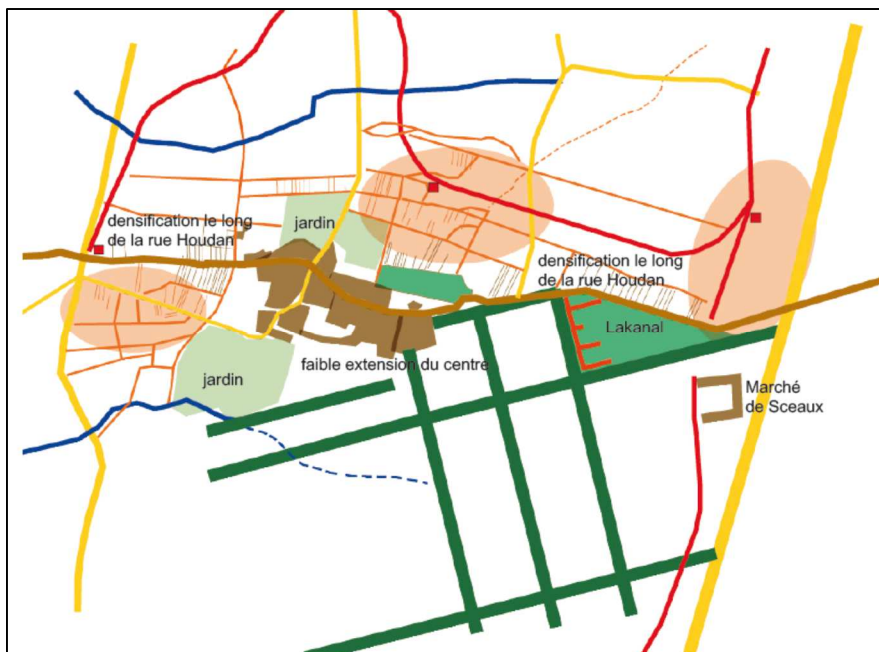 densification le long
de la rue Houdan
jardin
densification le long
de la rue Houdan
Lakanal
faible extension du centre
jardin
Marché
de Sceaux